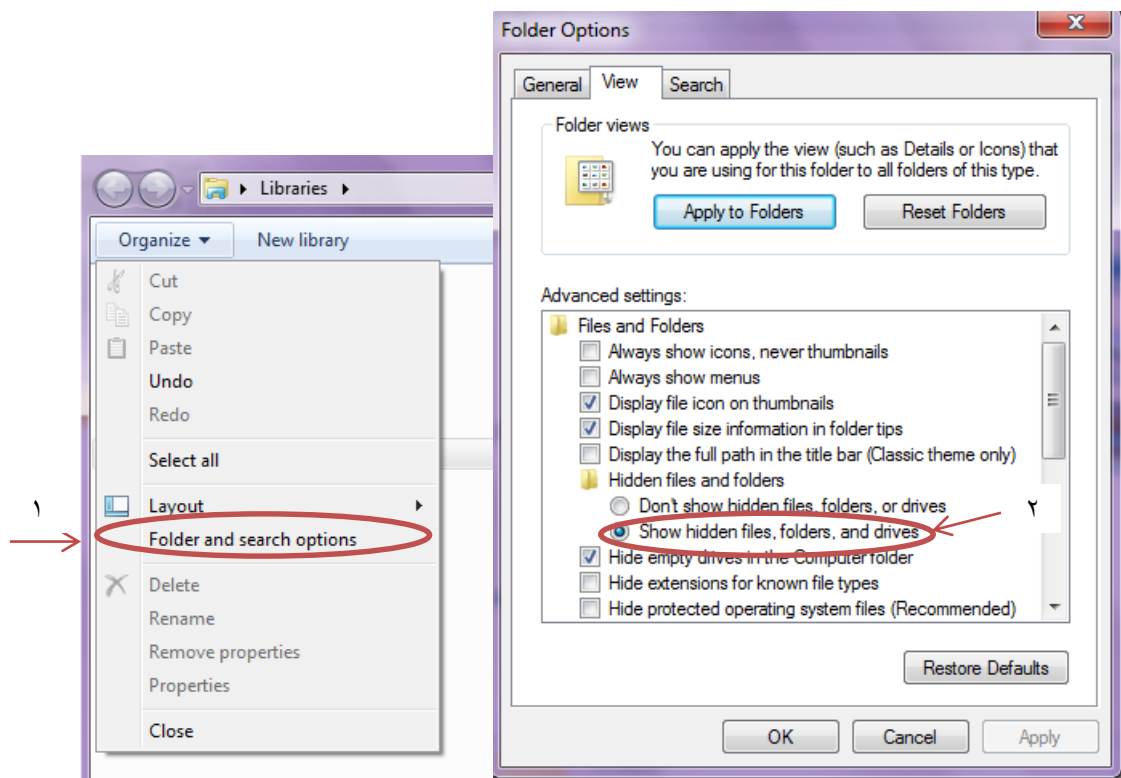 Folder Options
X
General View Search
Folder views
You can apply the view (such as Details or Icons) that
you are using for this folder to all folders of this type.
Apply to Folders Reset Folders
Advanced settings:
Files and Folders
Always show icons, never thumbnails
Always show menus
Display file icon on thumbnails
Display file size information in folder tips
Display the full path in the title bar (Classic theme only)
Hidden files and folders
Don't show hidden files, folders, or drives
٢
Show hidden files, folders, and drives
Hide empty drives in the Computer folder
Hide extensions for known file types
Hide protected operating system files (Recommended)
Restore Defaults
OK Cancel Apply
Libraries
Organize New library
Cut
Copy
Paste
Undo
Redo
Select all
Layout
١
Folder and search options
Delete
Rename
Remove properties
Properties
Close